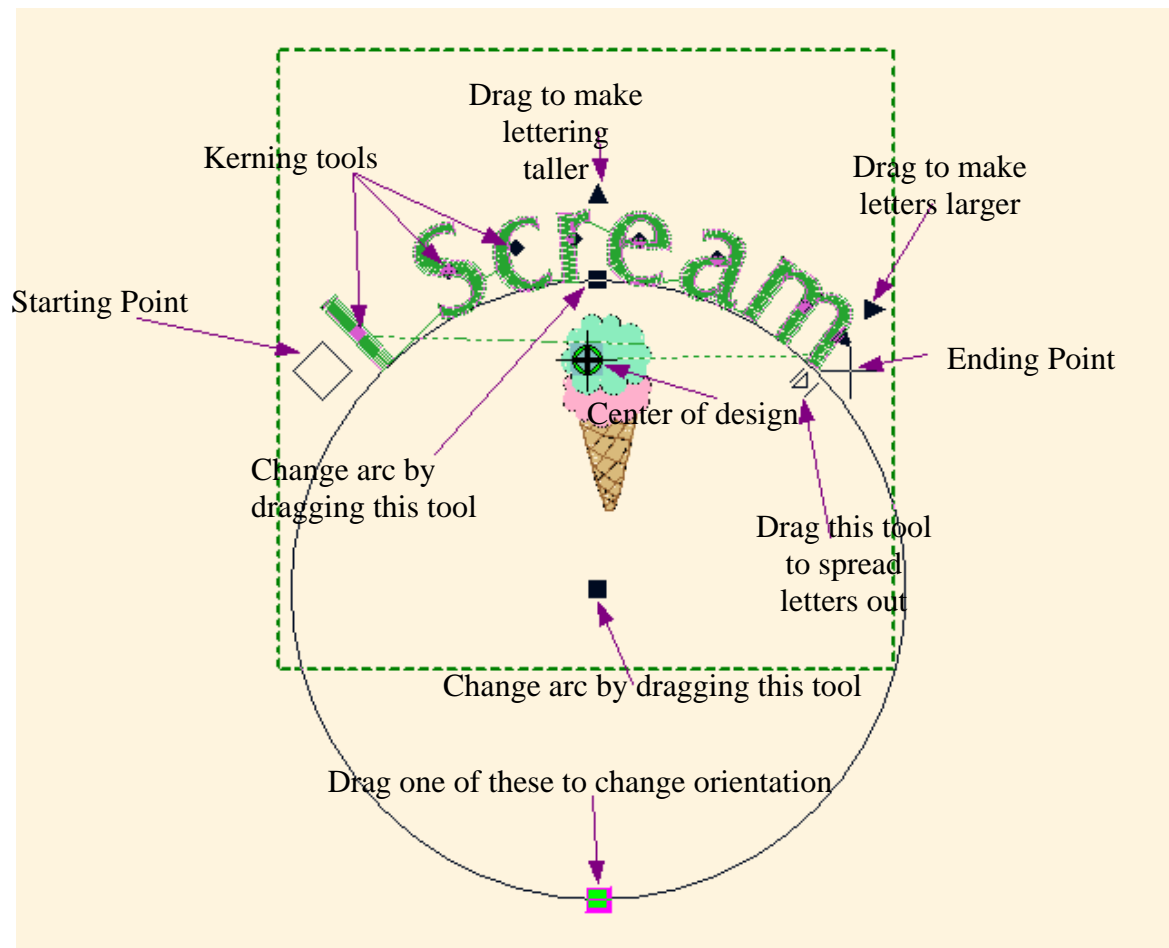 Drag to make
lettering
taller
Kerning tools
Drag to make
letters larger
I Scream
Starting Point
Ending Point
Center of design
Change arc by
dragging this tool
Drag this tool
to spread
letters out
Change arc by dragging this tool
Drag one of these to change orientation